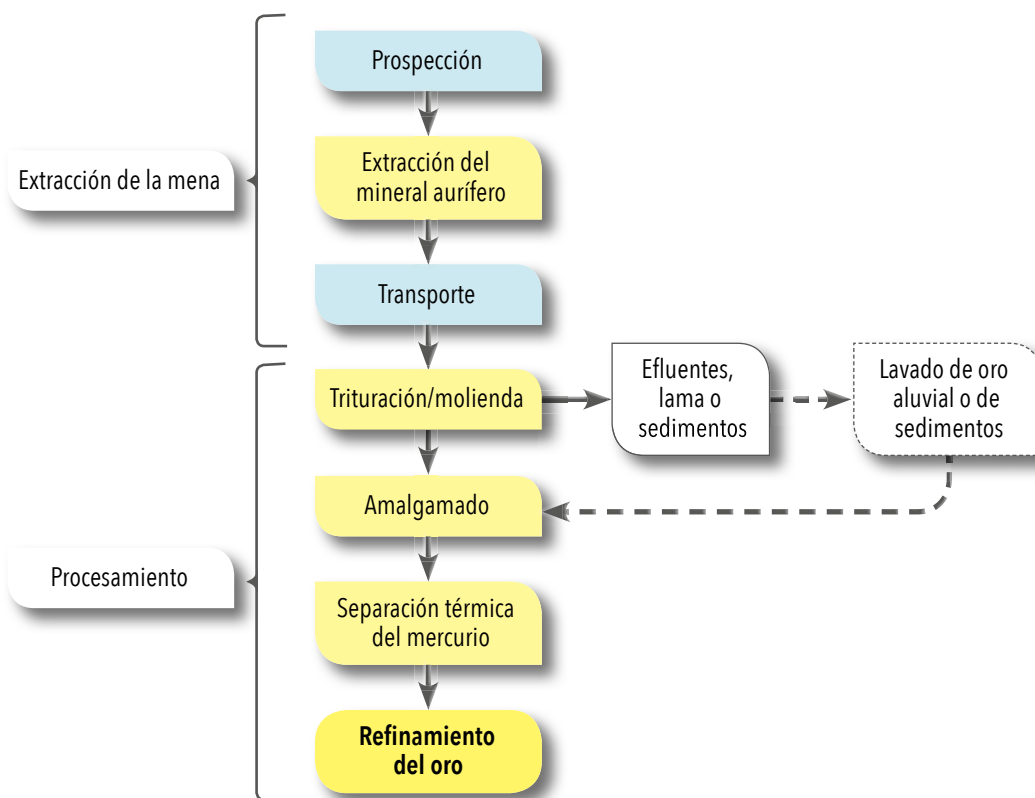 Prospección
Extracción del
mineral aurífero
Extracción de la mena
Transporte
Trituración/molienda
Efluentes,
lama o
sedimentos
Lavado de oro
aluvial o de
sedimentos
Amalgamado
Procesamiento
Separación térmica
del mercurio
Refinamiento
del oro